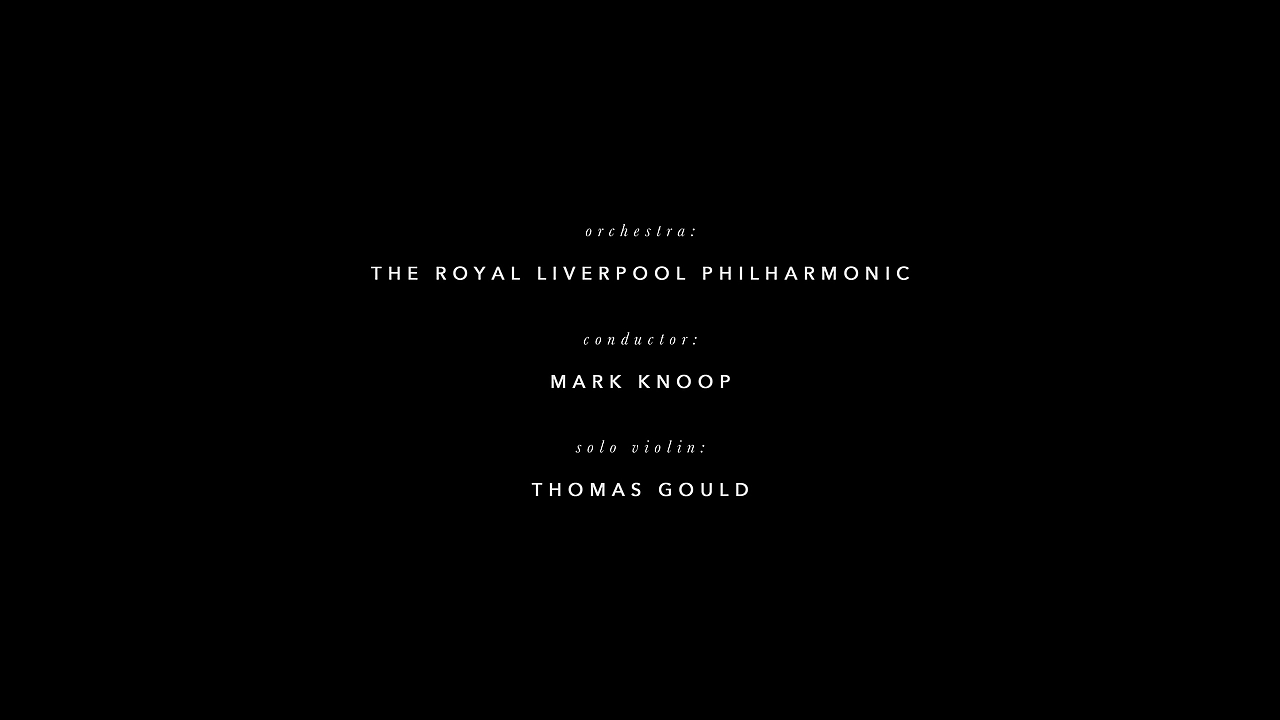 orchestra:
THE ROYAL LIVERPOOL PHILHARMONIC
conductor:
MARK KNOOP
solo violin:
THOMAS GOULD